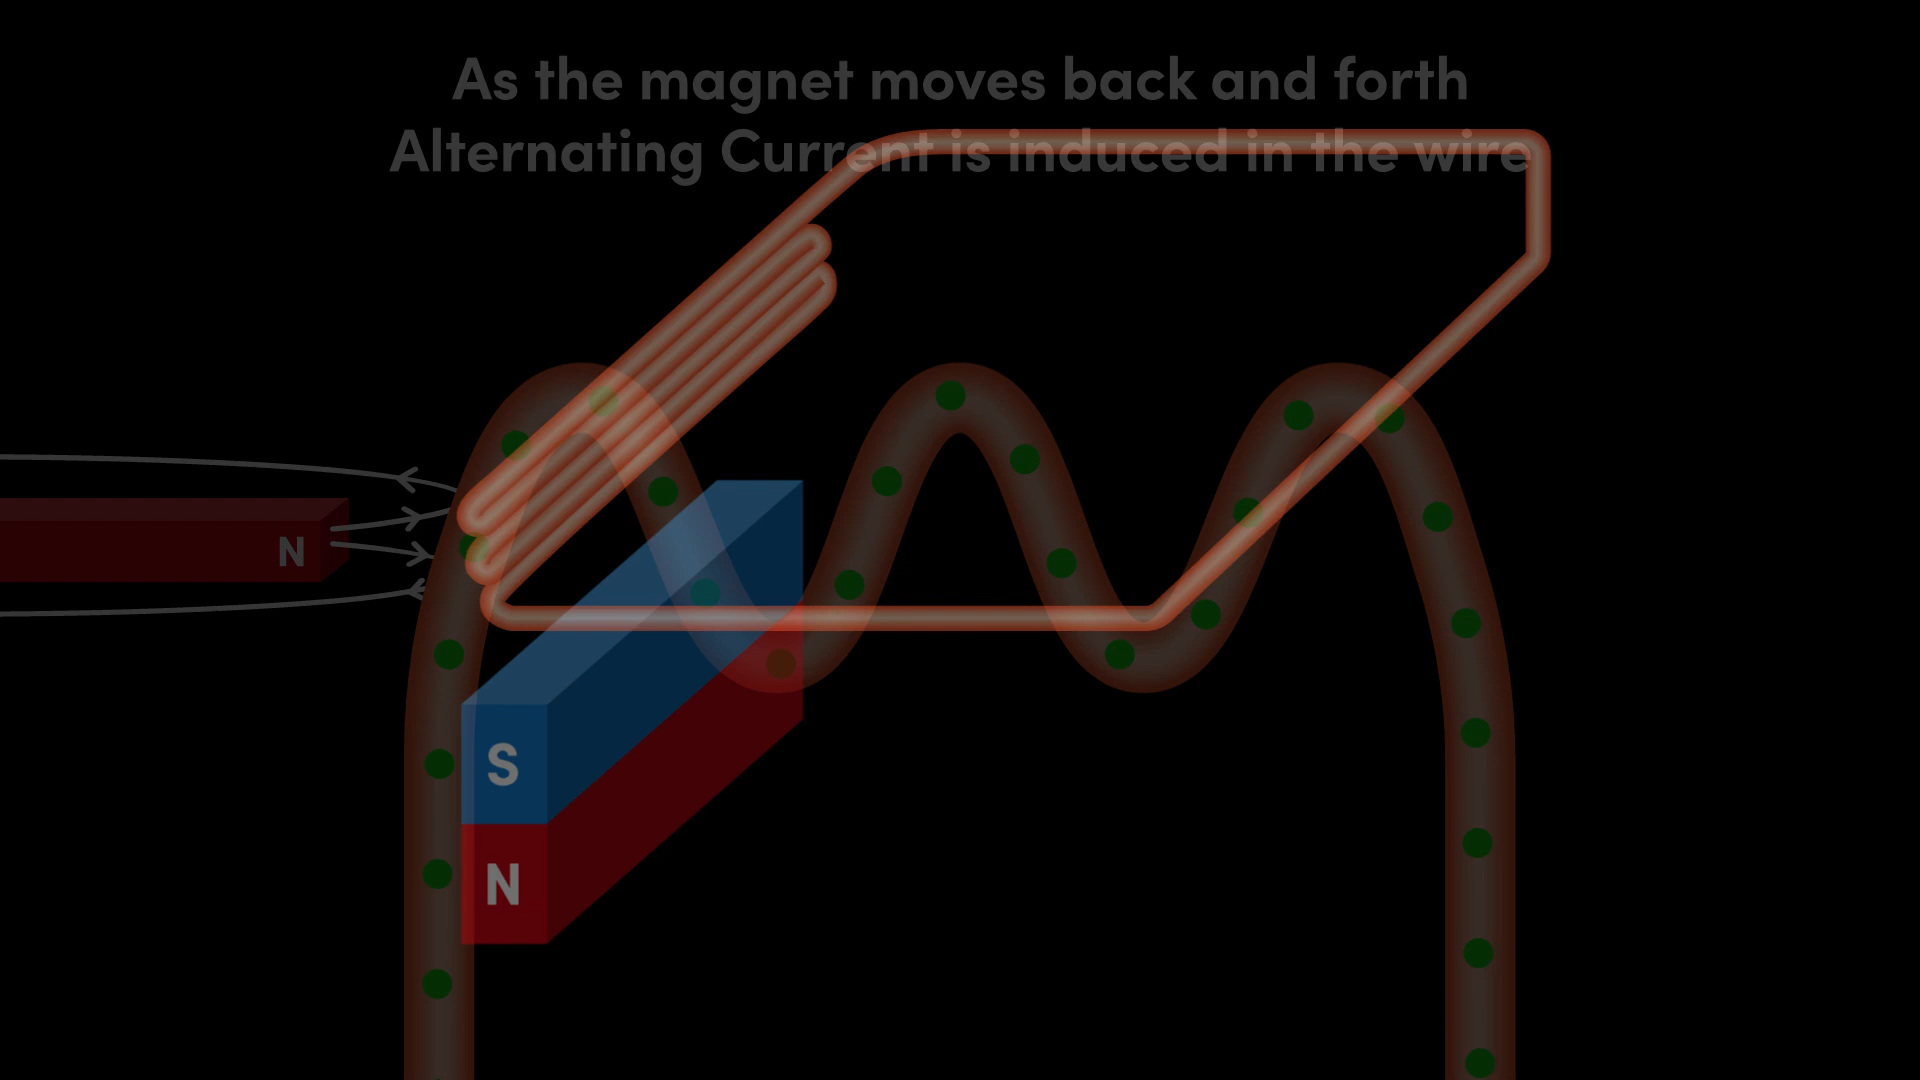 As the magnet moves back and forth
Alternating Current is induced in the wire
N
S
N